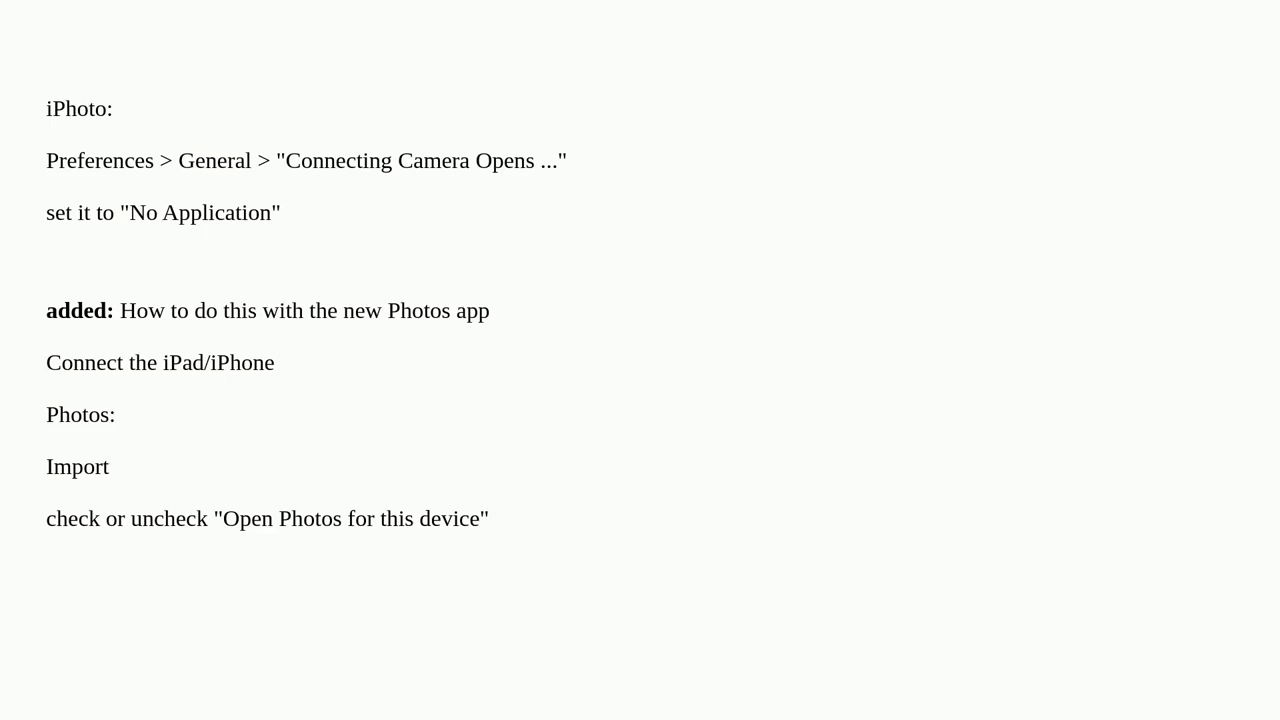 iPhoto:
Preferences > General > "Connecting Camera Opens ..."
set it to "No Application"
added: How to do this with the new Photos app
Connect the iPad/iPhone
Photos:
Import
check or uncheck "Open Photos for this device"